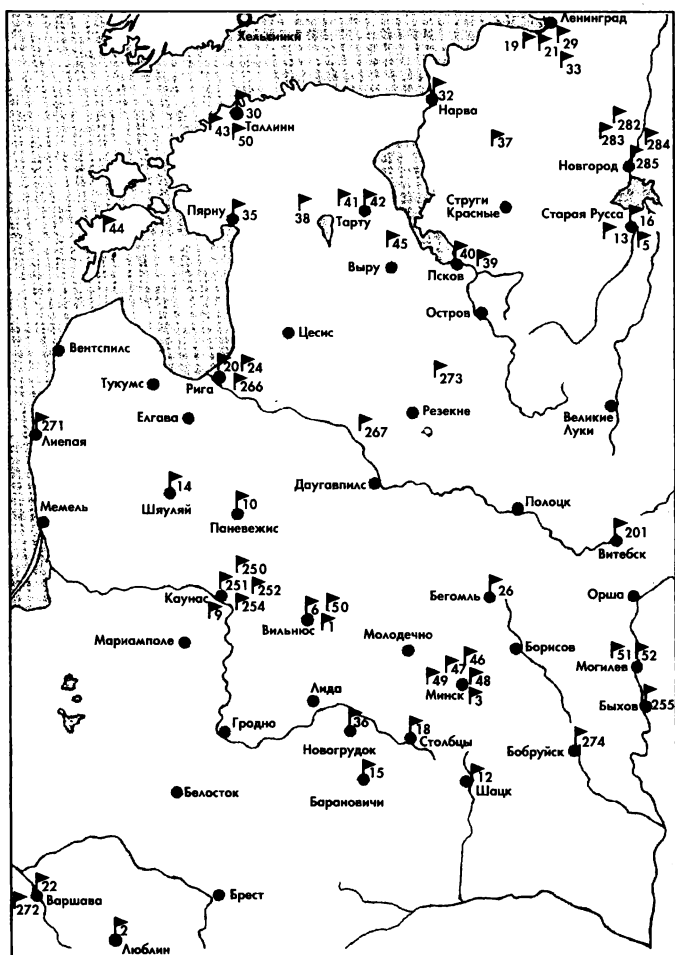 Ленинград
Хельсинки
19
21
29
33
30
Таллинн
43
50
32
Нарва
37
282
283
284
285
Новгород
Струги
Красные
Старая Русса
16
13
5
44
Пярну
35
38
41
42
Тарту
45
Выру
40
39
Псков
Остров
Цесис
Вентспилс
Тукумс
20
24
Рига
266
273
Резекне
267
Великие
Луки
271
Лиепая
Елгава
14
Шяуляй
10
Паневежис
Даугавпилс
Полоцк
Мемель
201
Витебск
250
251
252
Каунас
254
9
6
50
Вильнюс
1
Бегомль
26
Орша
Мариамполе
Молодечно
Борисов
46
47
49
48
Минск
3
51
52
Могилев
Быхов
255
Лида
Гродно
36
Новогрудок
18
Столбцы
Бобруйск
274
15
Барановичи
12
Шацк
Белосток
22
Варшава
272
Брест
2
Люблин